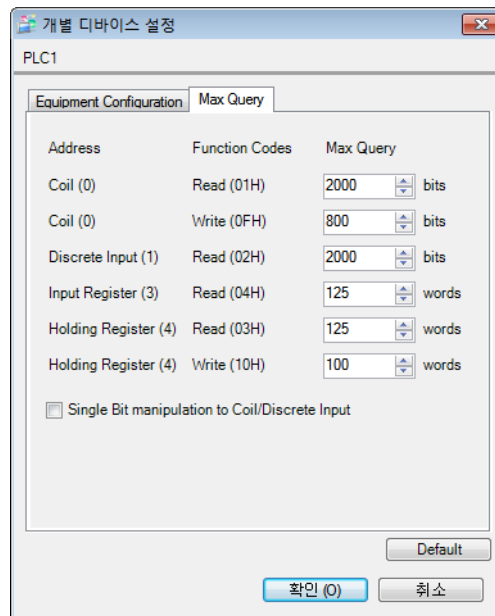 개별 디바이스 설정
PLC1
Equipment Configuration Max Query
Address Function Codes Max Query
Coil (0) Read (01H) 2000 bits
Coil (0) Write (0FH) 800 bits
Discrete Input (1) Read (02H) 2000 bits
Input Register (3) Read (04H) 125 words
Holding Register (4) Read (03H) 125 words
Holding Register (4) Write (10H) 100 words
Single Bit manipulation to Coil/Discrete Input
Default
확인 (O) 취소